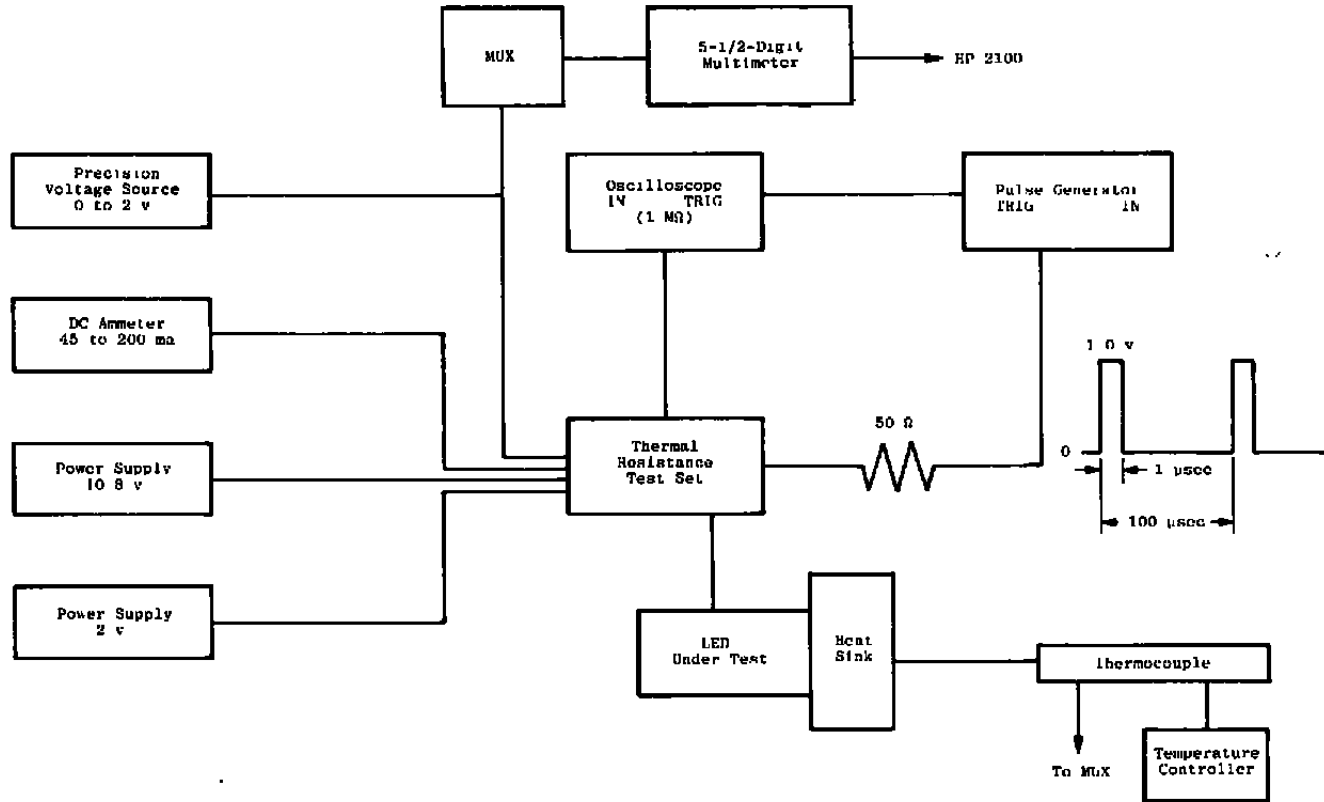 MUX
5-1/2-Digit
Multimeter
HP 2100
Precision
Voltage Source
0 to 2 v
Oscilloscope
IN TRIG
(1 MΩ)
Pulse Generator
TRIG IN
DC Ammeter
45 to 200 ma
1 0 v
0
1 μsec
100 μsec
Power Supply
10 8 v
Thermal
Resistance
Test Set
50 Ω
Power Supply
2 v
LED
Under Test
Heat
Sink
Thermocouple
To MUX
Temperature
Controller